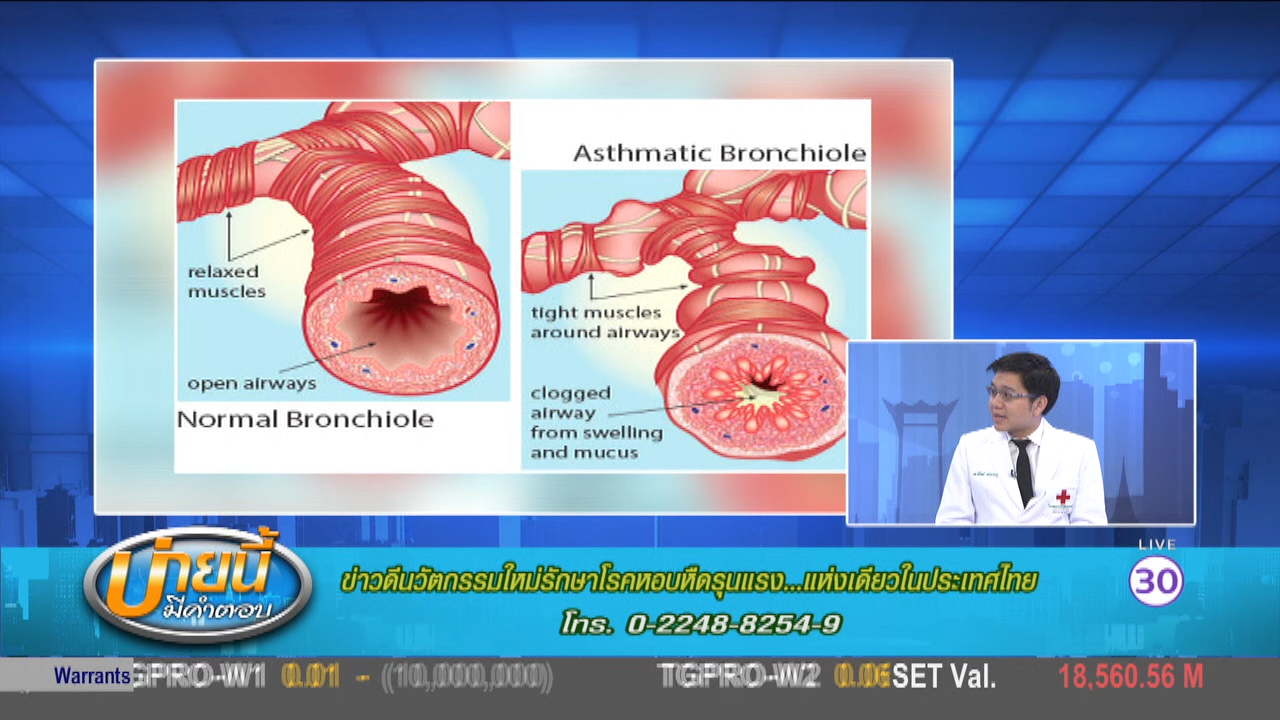 Asthmatic Bronchiole
relaxed
muscles
open airways
Normal Bronchiole
tight muscles
around airways
clogged
airway
from swelling
and mucus
บ่ายนี้
มีคำตอบ
ข่าวดีนวัตกรรมใหม่รักษาโรคหอบหืดรุนแรง...แห่งเดียวในประเทศไทย
โทร. 0-2248-8254-9
LIVE
30
Warrants GPRO-W1 0.01 - (10,000,000) TGPRO-W2 SET Val. 18,560.56 M